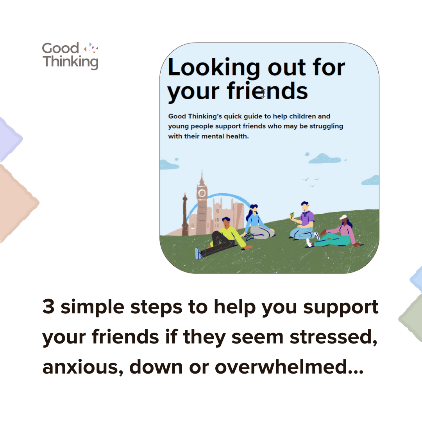 Good
Thinking
Looking out for
your friends
Good Thinking's quick guide to help children and
young people support friends who may be struggling
with their mental health.
3 simple steps to help you support
your friends if they seem stressed,
anxious, down or overwhelmed...